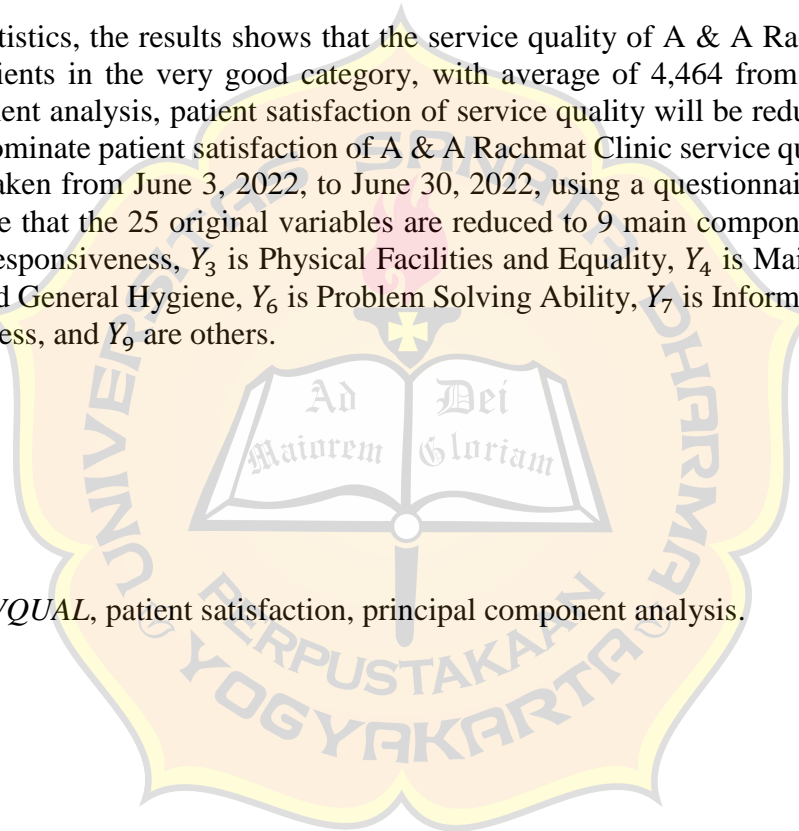 tistics, the results shows that the service quality of A & A Ra
ients in the very good category, with average of 4,464 from
ent analysis, patient satisfaction of service quality will be redu
ominate patient satisfaction of A & A Rachmat Clinic service qu
aken from June 3, 2022, to June 30, 2022, using a questionnai
e that the 25 original variables are reduced to 9 main compon
esponsiveness, Y₃ is Physical Facilities and Equality, Y₄ is Mai
d General Hygiene, Y₆ is Problem Solving Ability, Y₇ is Inform
ess, and Y₉ are others.
VQUAL, patient satisfaction, principal component analysis.
UNIVERSITAS SANATA DHARMA
Ad Dei
Maiorem Gloriam
PERPUSTAKAAN
YOGYAKARTA